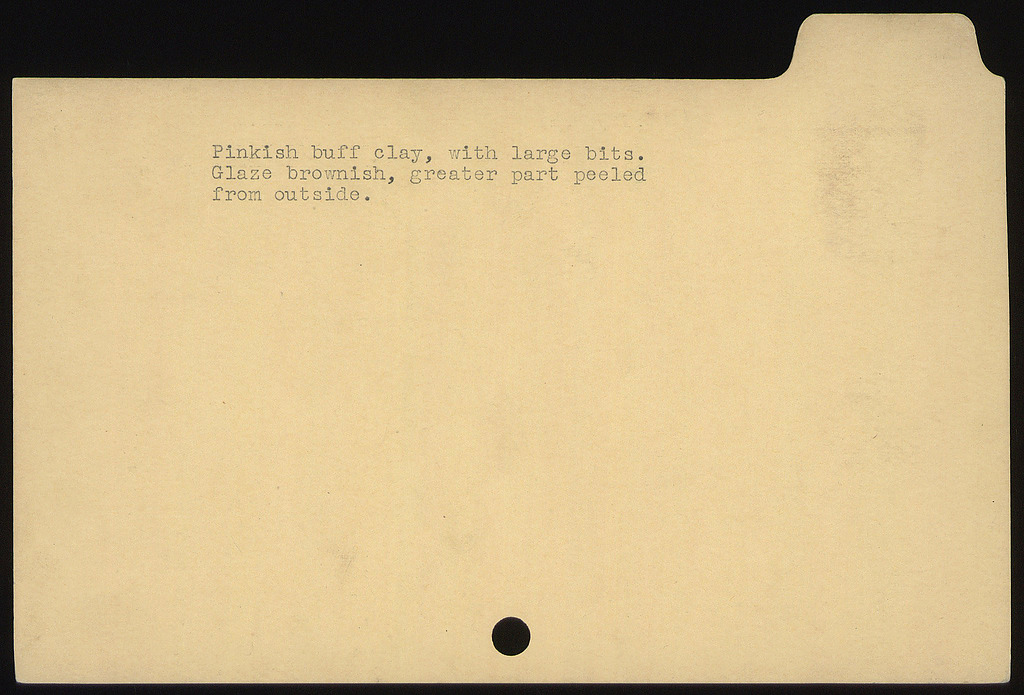 Pinkish buff clay, with large bits.
Glaze brownish, greater part peeled
from outside.